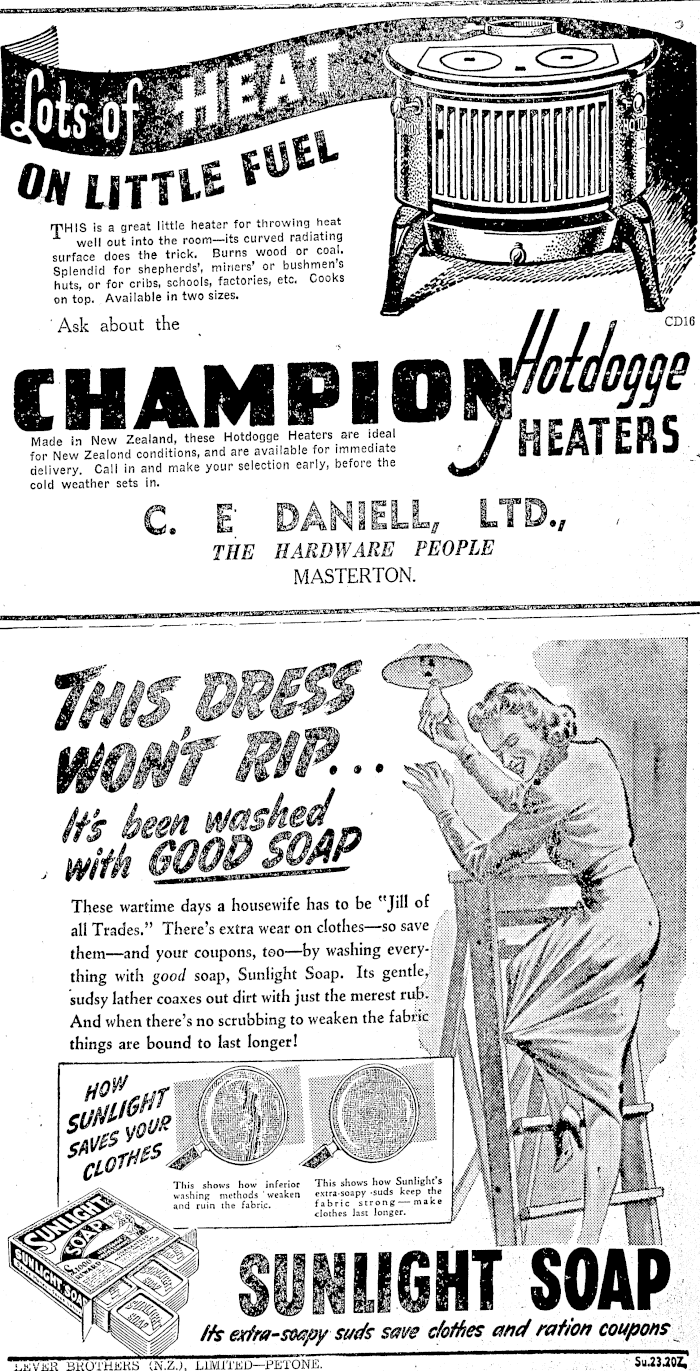 Lots of HEAT
ON LITTLE FUEL
THIS is a great little heater for throwing heat
well out into the room—its curved radiating
surface does the trick. Burns wood or coal.
Splendid for shepherds', miners' or bushmen's
huts, or for cribs, schools, factories, etc. Cooks
on top. Available in two sizes.
Ask about the
CD16
CHAMPION Hotdogge
HEATERS
Made in New Zealand, these Hotdogge Heaters are ideal
for New Zealand conditions, and are available for immediate
delivery. Call in and make your selection early, before the
cold weather sets in.
C. E DANIELL, LTD.,
THE HARDWARE PEOPLE
MASTERTON.
THIS DRESS
WON'T RIP...
It's been washed
with GOOD SOAP
These wartime days a housewife has to be "Jill of
all Trades." There's extra wear on clothes—so save
them—and your coupons, too—by washing every-
thing with good soap, Sunlight Soap. Its gentle,
sudsy lather coaxes out dirt with just the merest rub.
And when there's no scrubbing to weaken the fabric
things are bound to last longer!
HOW
SUNLIGHT
SAVES YOUR
CLOTHES
This shows how inferior
washing methods weaken
and ruin the fabric.
This shows how Sunlight's
extra-soapy suds keep the
fabric strong—make
clothes last longer.
SUNLIGHT
SOAP
SUNLIGHT SOAP
SUNLIGHT SOAP
Its extra-soapy suds save clothes and ration coupons
LEVER BROTHERS (N.Z.), LIMITED—PETONE.
Su.23.20Z